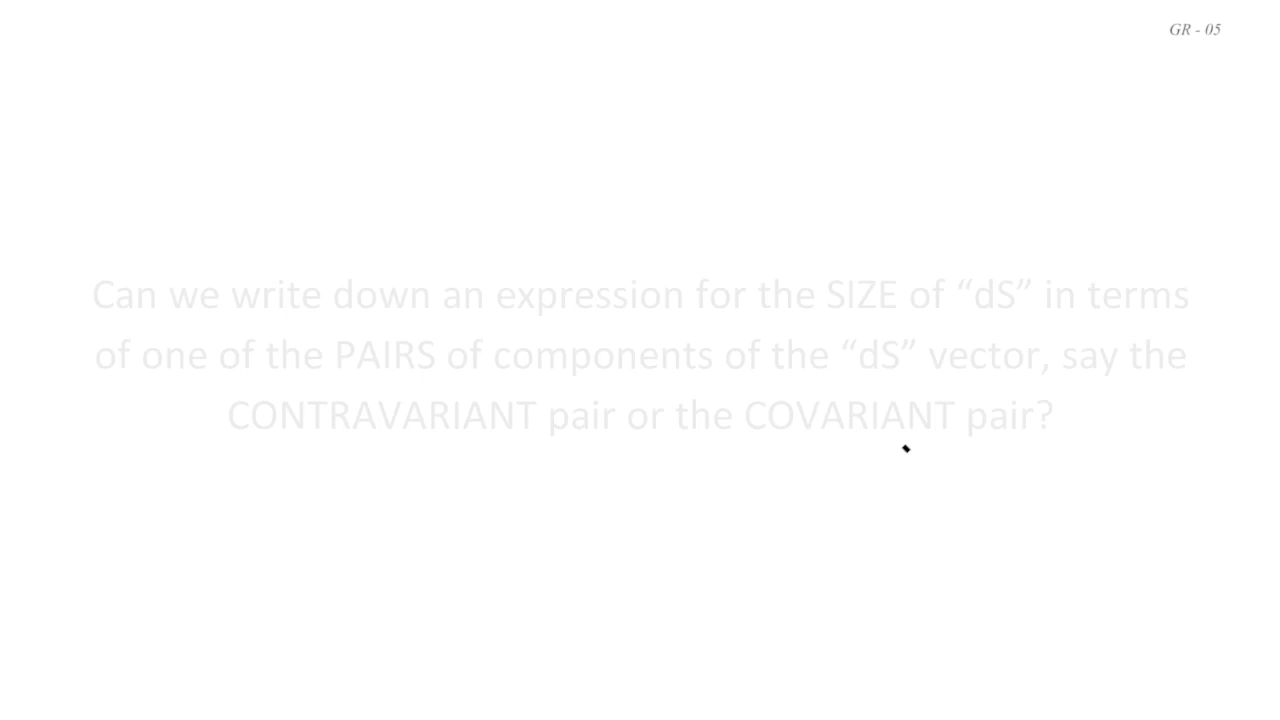 GR - 05
Can we write down an expression for the SIZE of “dS” in terms
of one of the PAIRS of components of the “dS” vector, say the
CONTRAVARIANT pair or the COVARIANT pair?